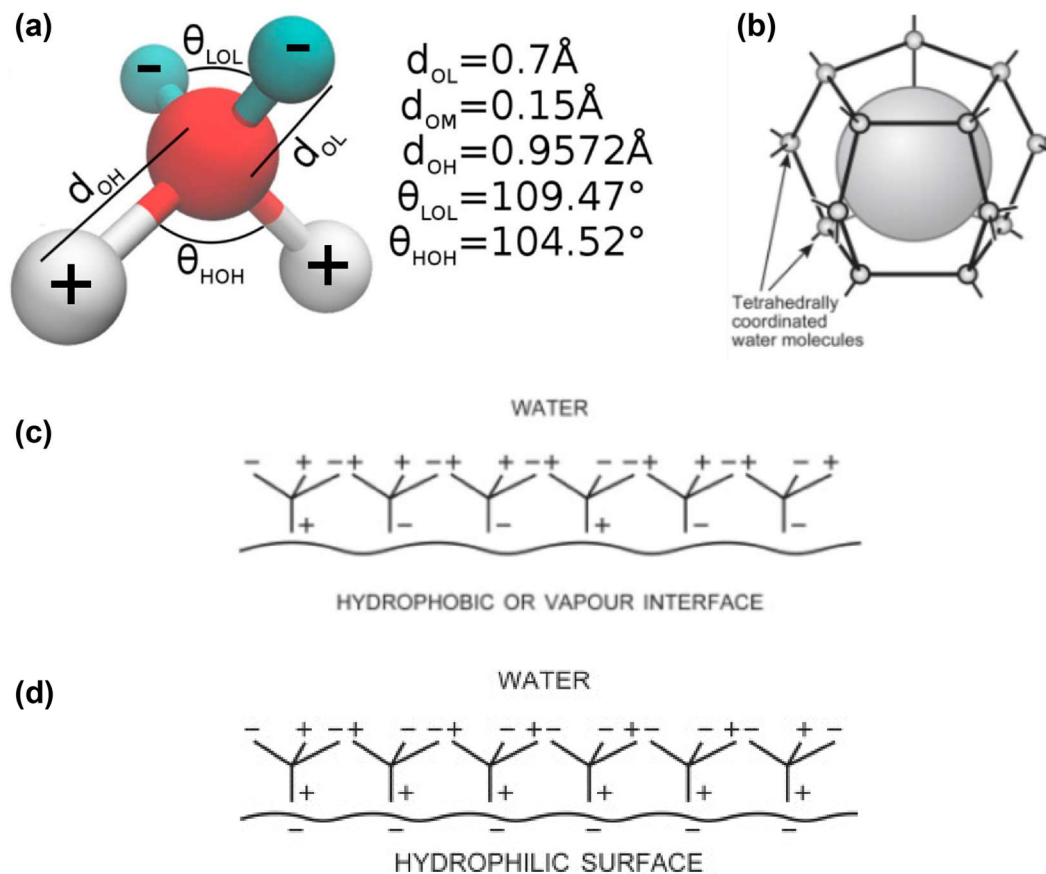 (a)
θLOL
- -
dOL
dOH
θHOH
+ +
dOL=0.7Å
dOM=0.15Å
dOH=0.9572Å
θLOL=109.47°
θHOH=104.52°
(b)
Tetrahedrally
coordinated
water molecules
(c)
WATER
− + −+ + −+ + −+ − −+ + −+ − +
+ − − + − −
HYDROPHOBIC OR VAPOUR INTERFACE
(d)
WATER
− + −+ − −+ − +− − −+ − +− − +− + −
+ + + + + +
− − − − − −
HYDROPHILIC SURFACE